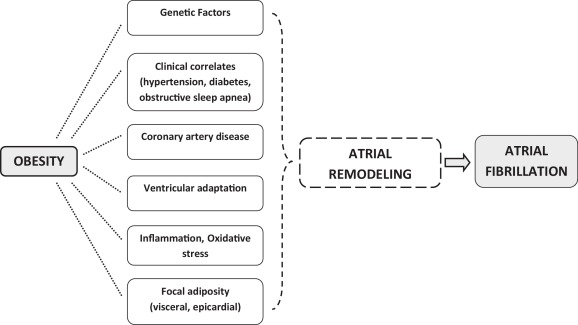 Genetic Factors
Clinical correlates
(hypertension, diabetes,
obstructive sleep apnea)
Coronary artery disease
OBESITY
Ventricular adaptation
Inflammation, Oxidative
stress
Focal adiposity
(visceral, epicardial)
ATRIAL
REMODELING
ATRIAL
FIBRILLATION